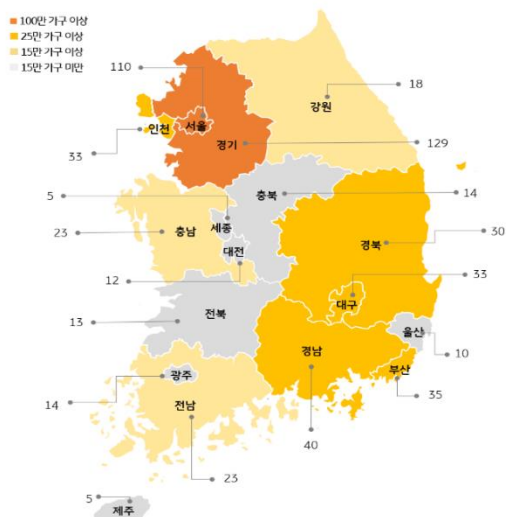 100만 가구 이상
25만 가구 이상
15만 가구 이상
15만 가구 미만
110
18
강원
서울
인천
경기
33
129
충북
5
14
세종
23
충남
대전
경북
30
33
12
대구
전북
13
울산
경남
10
광주
부산
14
35
전남
40
23
5
제주